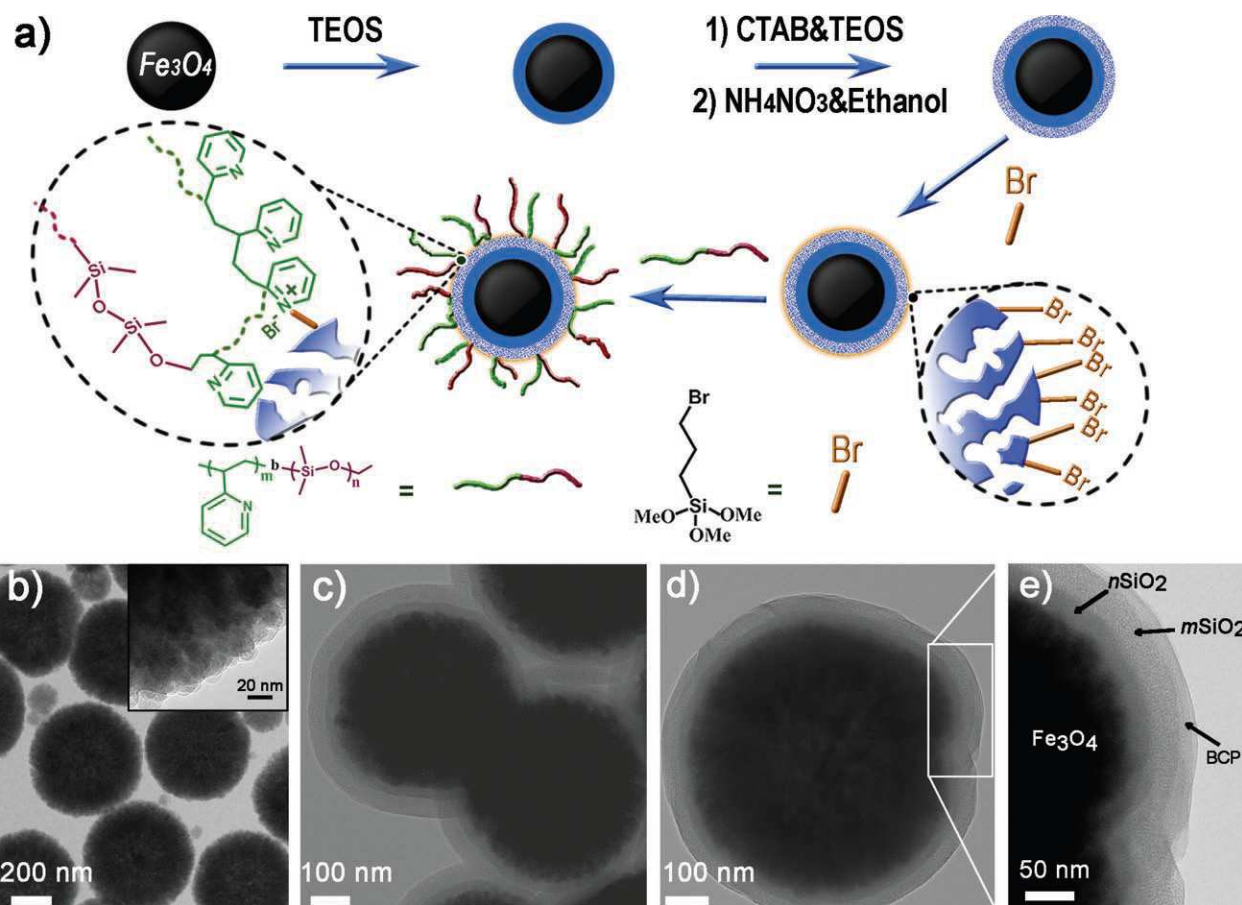 a)
Fe3O4
TEOS
1) CTAB&TEOS
2) NH4NO3&Ethanol
Br
N
N
N
+
Br-
Si
O
Si
O
N
Br
Br
Br
Br
Br
Br
m
b
Si
O
n
N
=
Br
Si
MeO
OMe
OMe
=
Br
b)
20 nm
200 nm
c)
100 nm
d)
100 nm
e)
nSiO2
mSiO2
Fe3O4
BCP
50 nm